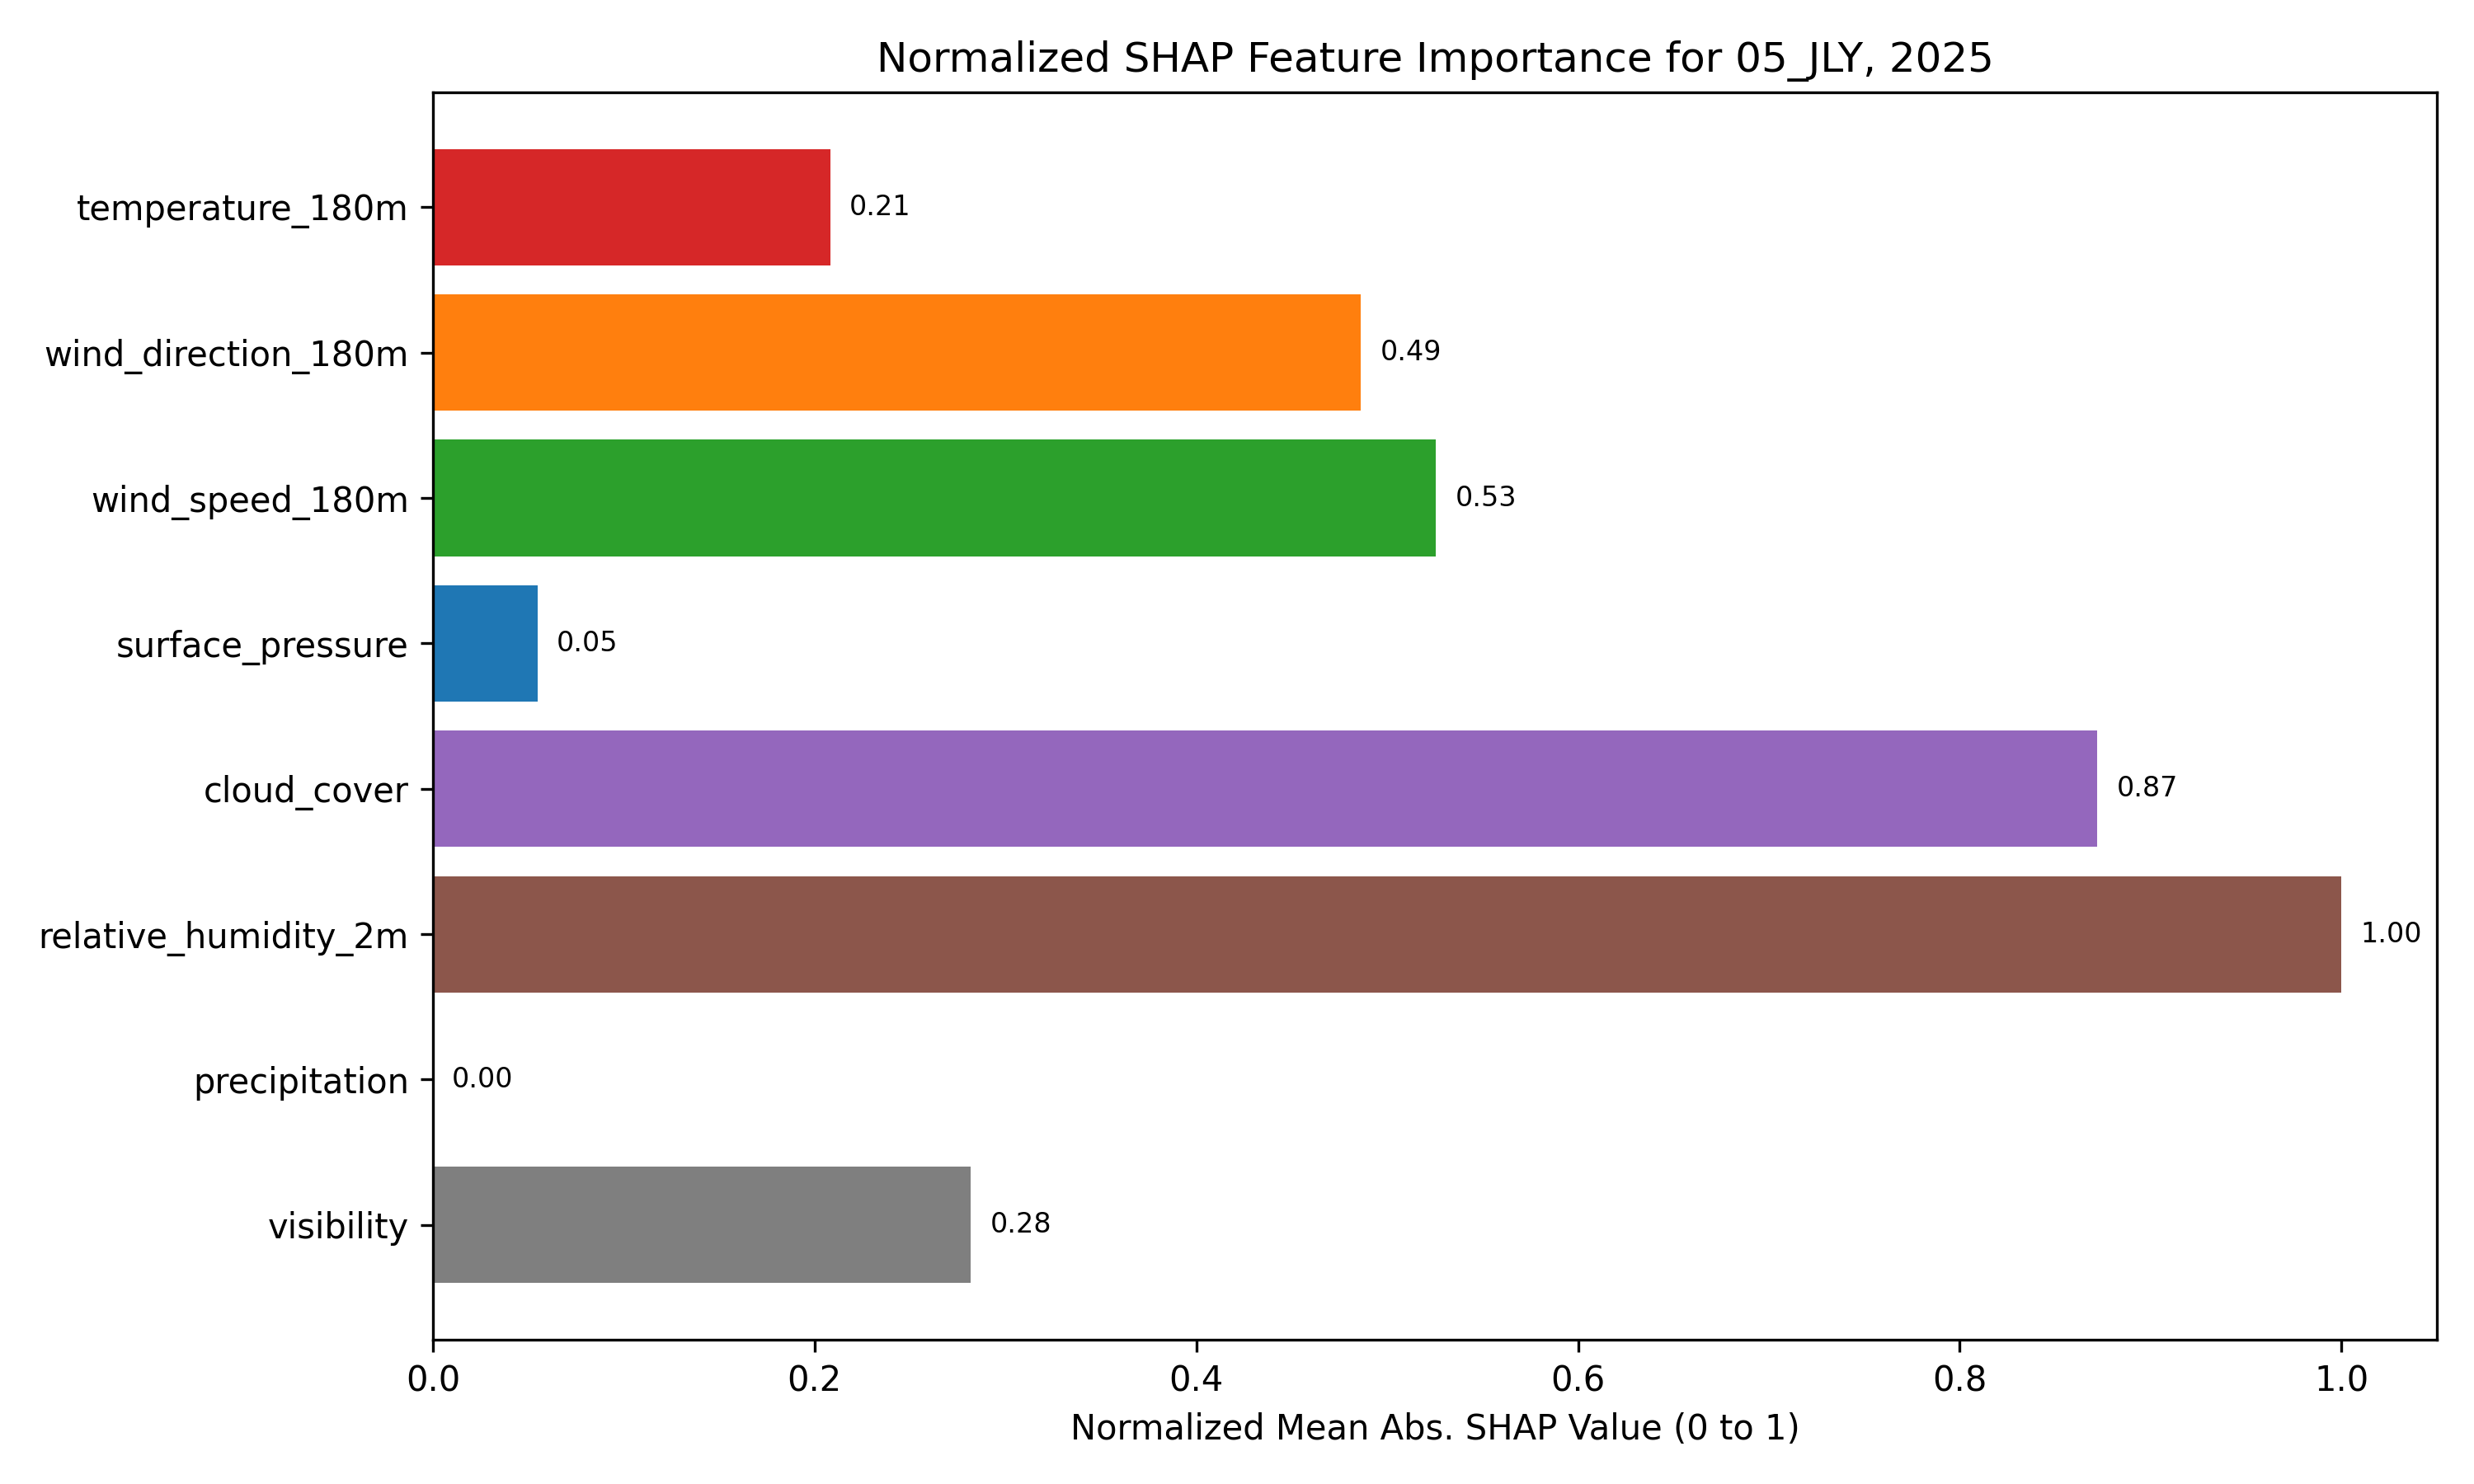 Normalized SHAP Feature Importance for 05_JLY, 2025
temperature_180m
0.21
wind_direction_180m
0.49
wind_speed_180m
0.53
surface_pressure
0.05
cloud_cover
0.87
relative_humidity_2m
1.00
precipitation
0.00
visibility
0.28
0.0 0.2 0.4 0.6 0.8 1.0
Normalized Mean Abs. SHAP Value (0 to 1)